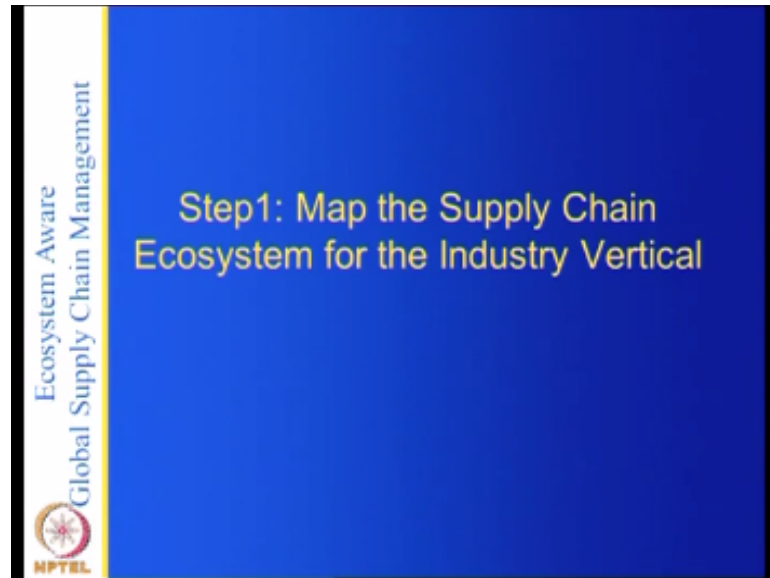 Ecosystem Aware
Global Supply Chain Management
Step1: Map the Supply Chain
Ecosystem for the Industry Vertical
NPTEL